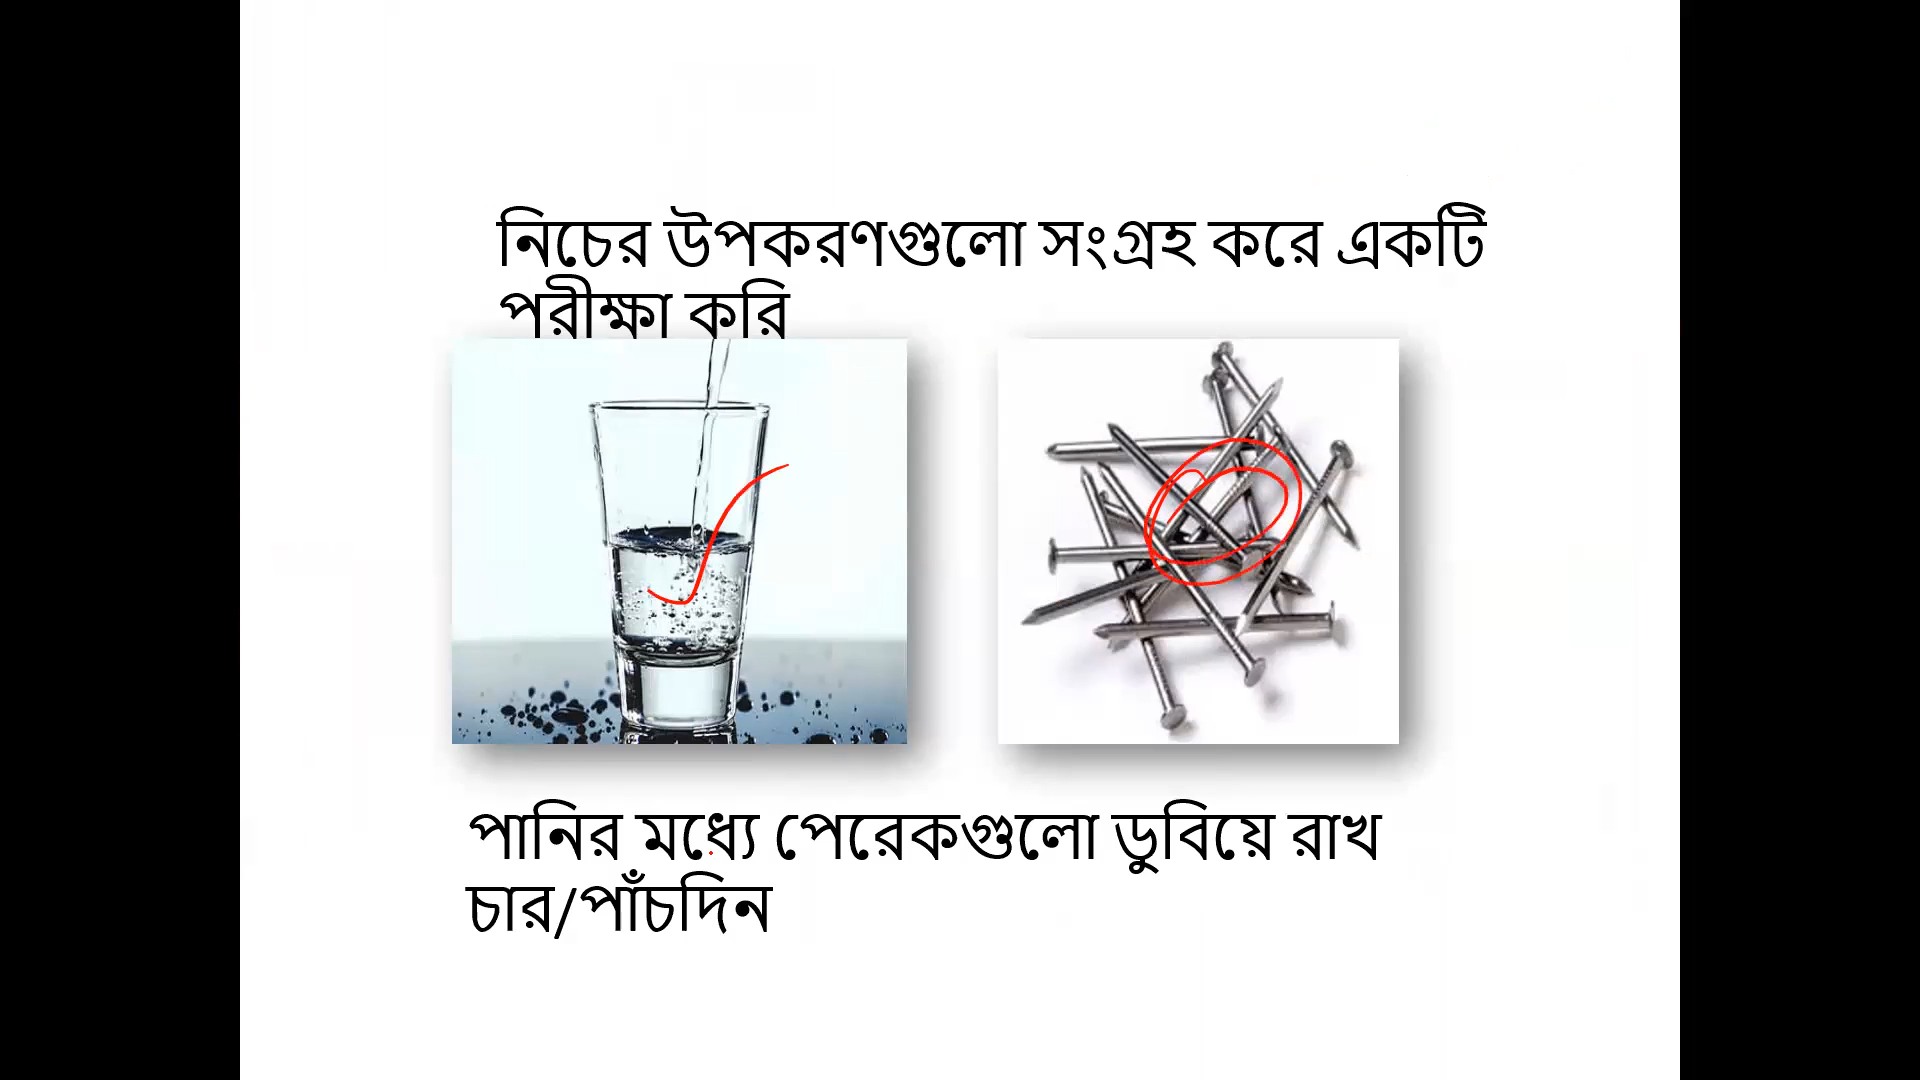 নিচের উপকরণগুলো সংগ্রহ করে একটি
পরীক্ষা করি
পানির মধ্যে পেরেকগুলো ডুবিয়ে রাখ
চার/পাঁচদিন